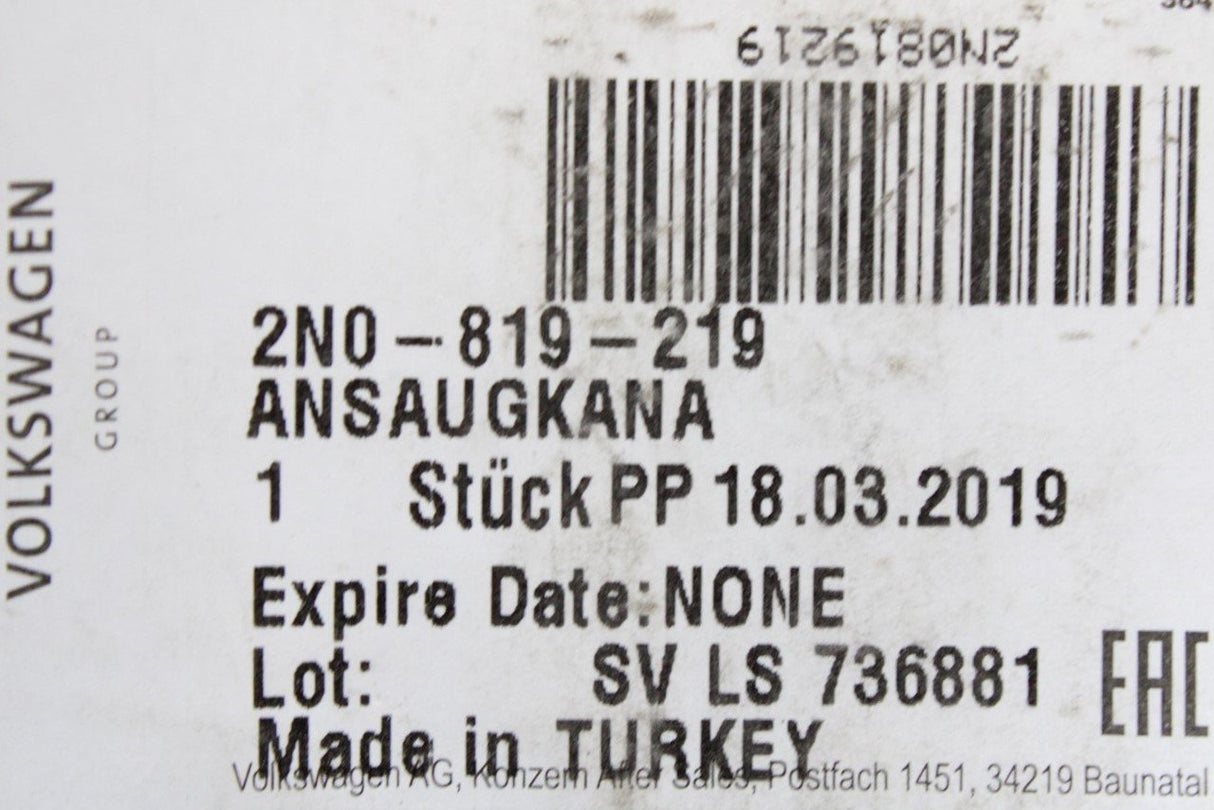 2N0819219
VOLKSWAGEN
GROUP
2N0-819-219
ANSAUGKANA
1 Stück PP 18.03.2019
Expire Date:NONE
Lot: SV LS 736881
EAC
Made in TURKEY
Volkswagen AG, Konzern After Sales, Postfach 1451, 34219 Baunatal